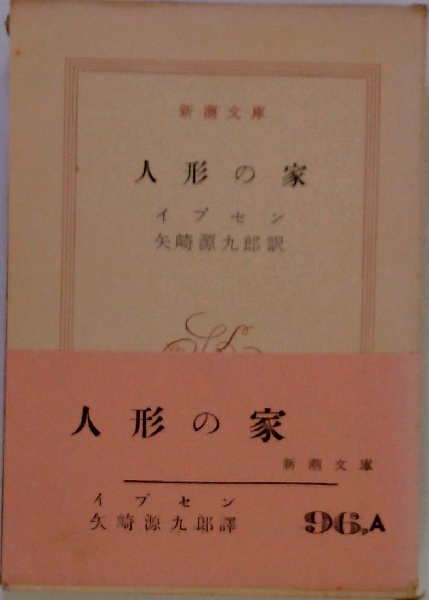 新潮文庫
人形の家
イプセン
矢崎源九郎訳
人形の家
新潮文庫
イプセン
矢崎源九郎譯
96,A